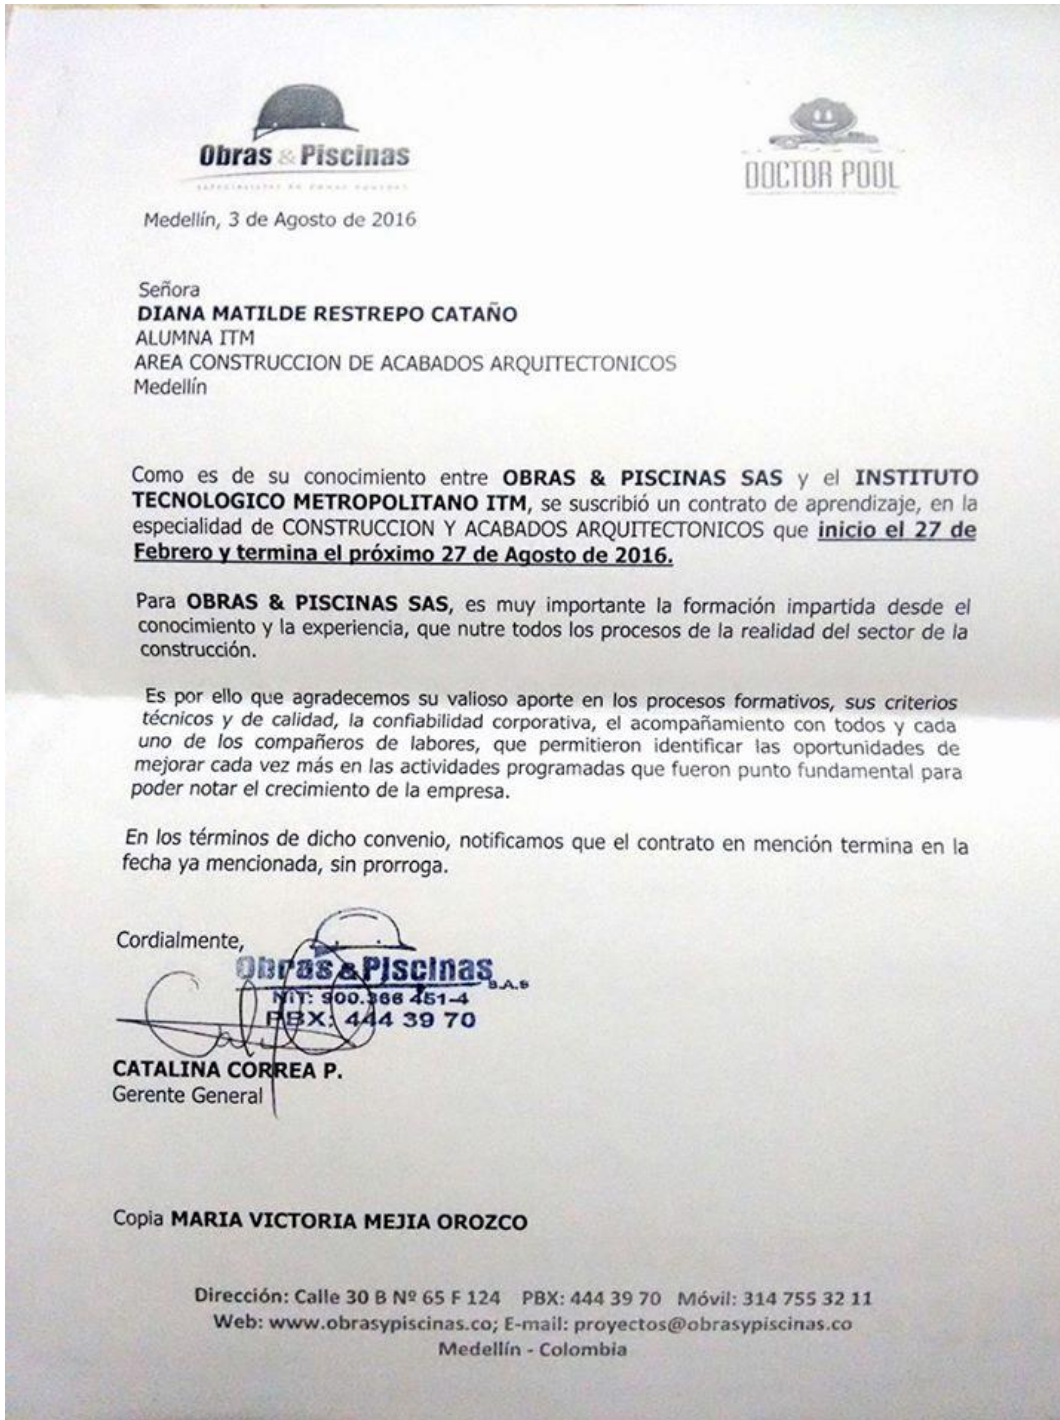 Obras & Piscinas
DOCTOR POOL
Medellín, 3 de Agosto de 2016
Señora
DIANA MATILDE RESTREPO CATAÑO
ALUMNA ITM
AREA CONSTRUCCION DE ACABADOS ARQUITECTONICOS
Medellín
Como es de su conocimiento entre OBRAS & PISCINAS SAS y el INSTITUTO
TECNOLOGICO METROPOLITANO ITM, se suscribió un contrato de aprendizaje, en la
especialidad de CONSTRUCCION Y ACABADOS ARQUITECTONICOS que inicio el 27 de
Febrero y termina el próximo 27 de Agosto de 2016.
Para OBRAS & PISCINAS SAS, es muy importante la formación impartida desde el
conocimiento y la experiencia, que nutre todos los procesos de la realidad del sector de la
construcción.
Es por ello que agradecemos su valioso aporte en los procesos formativos, sus criterios
técnicos y de calidad, la confiabilidad corporativa, el acompañamiento con todos y cada
uno de los compañeros de labores, que permitieron identificar las oportunidades de
mejorar cada vez más en las actividades programadas que fueron punto fundamental para
poder notar el crecimiento de la empresa.
En los términos de dicho convenio, notificamos que el contrato en mención termina en la
fecha ya mencionada, sin prorroga.
Cordialmente,
Obras & Piscinas S.A.S
NIT: 900.366 451-4
PBX: 444 39 70
CATALINA CORREA P.
Gerente General
Copia MARIA VICTORIA MEJIA OROZCO
Dirección: Calle 30 B Nº 65 F 124 PBX: 444 39 70 Móvil: 314 755 32 11
Web: www.obrasypiscinas.co; E-mail: proyectos@obrasypiscinas.co
Medellín - Colombia